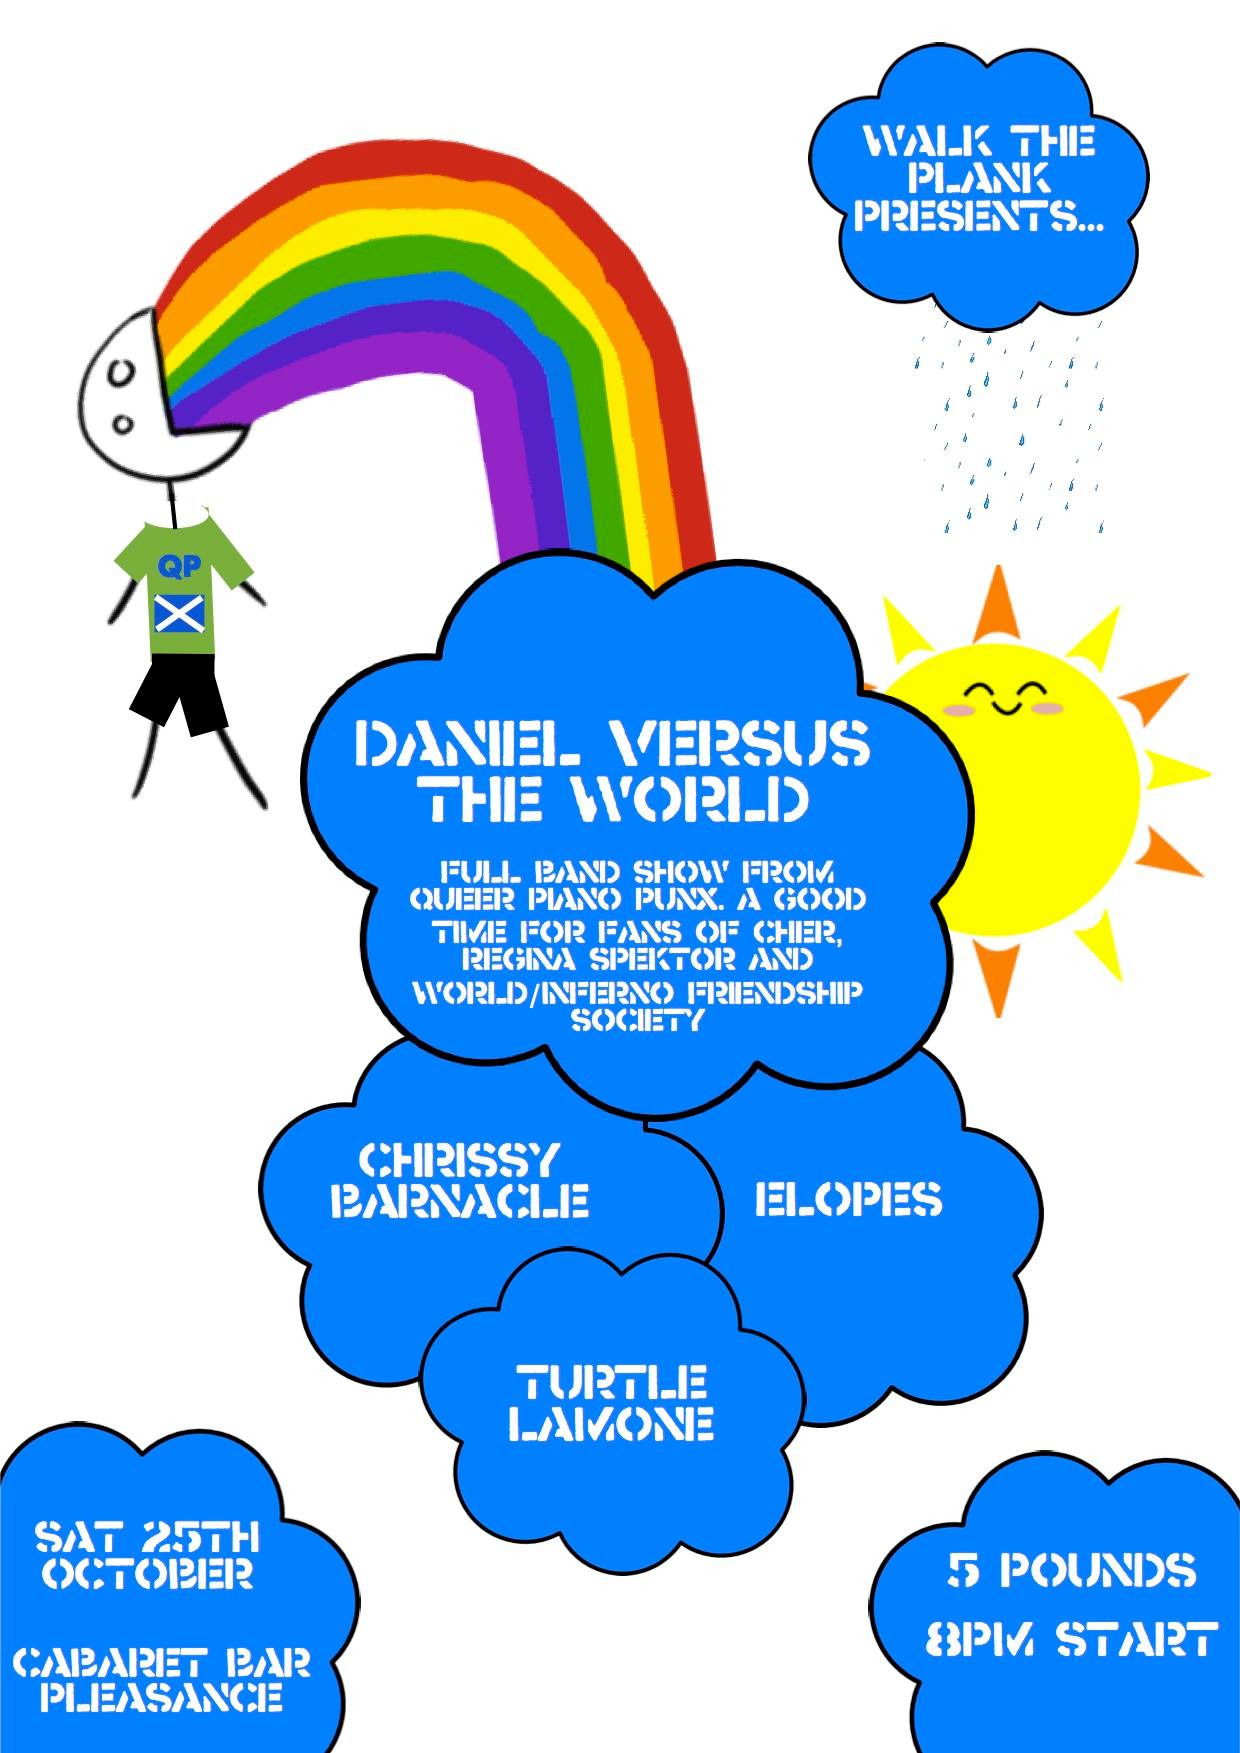 WALK THE
PLANK
PRESENTS...
QP
DANIEL VERSUS
THE WORLD
FULL BAND SHOW FROM
QUEER PIANO PUNX. A GOOD
TIME FOR FANS OF CHER,
REGINA SPEKTOR AND
WORLD/INFERNO FRIENDSHIP
SOCIETY
CHRISSY
BARNACLE
ELOPES
TURTLE
LAMONE
SAT 25TH
OCTOBER
CABARET BAR
PLEASANCE
5 POUNDS
8PM START